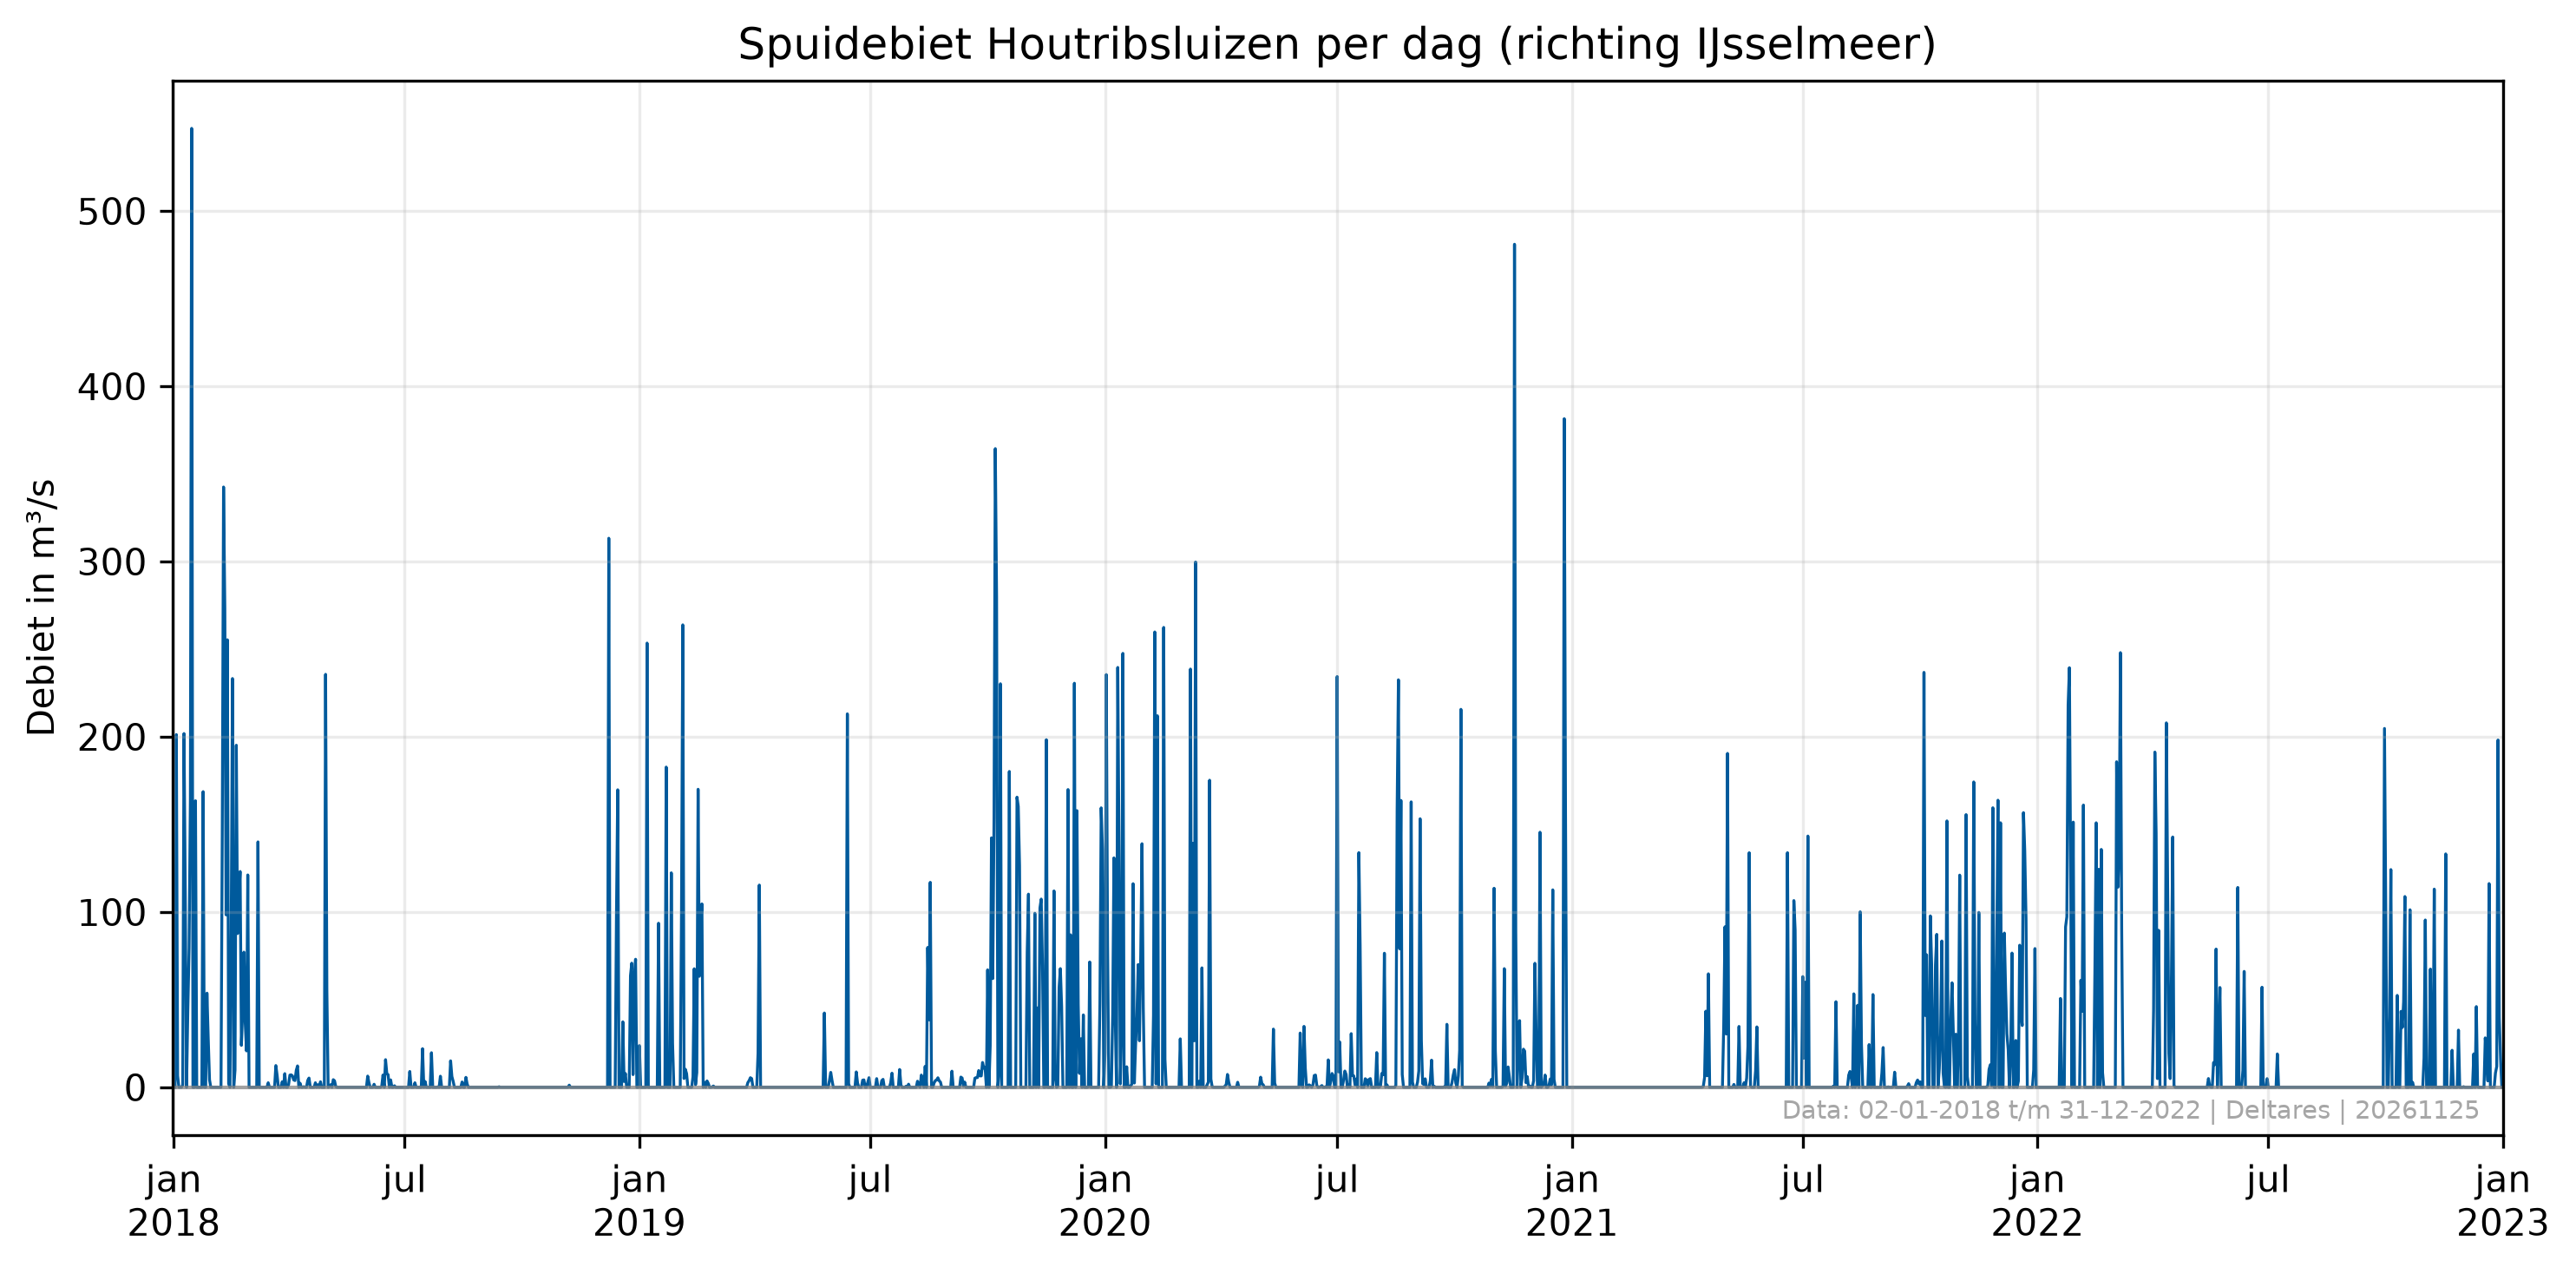 Spuidebiet Houtribsluizen per dag (richting IJsselmeer)
Debiet in m³/s
500
400
300
200
100
0
Data: 02-01-2018 t/m 31-12-2022 | Deltares | 20261125
jan jul jan jul jan jul jan jul jan jul jan
2018 2019 2020 2021 2022 2023